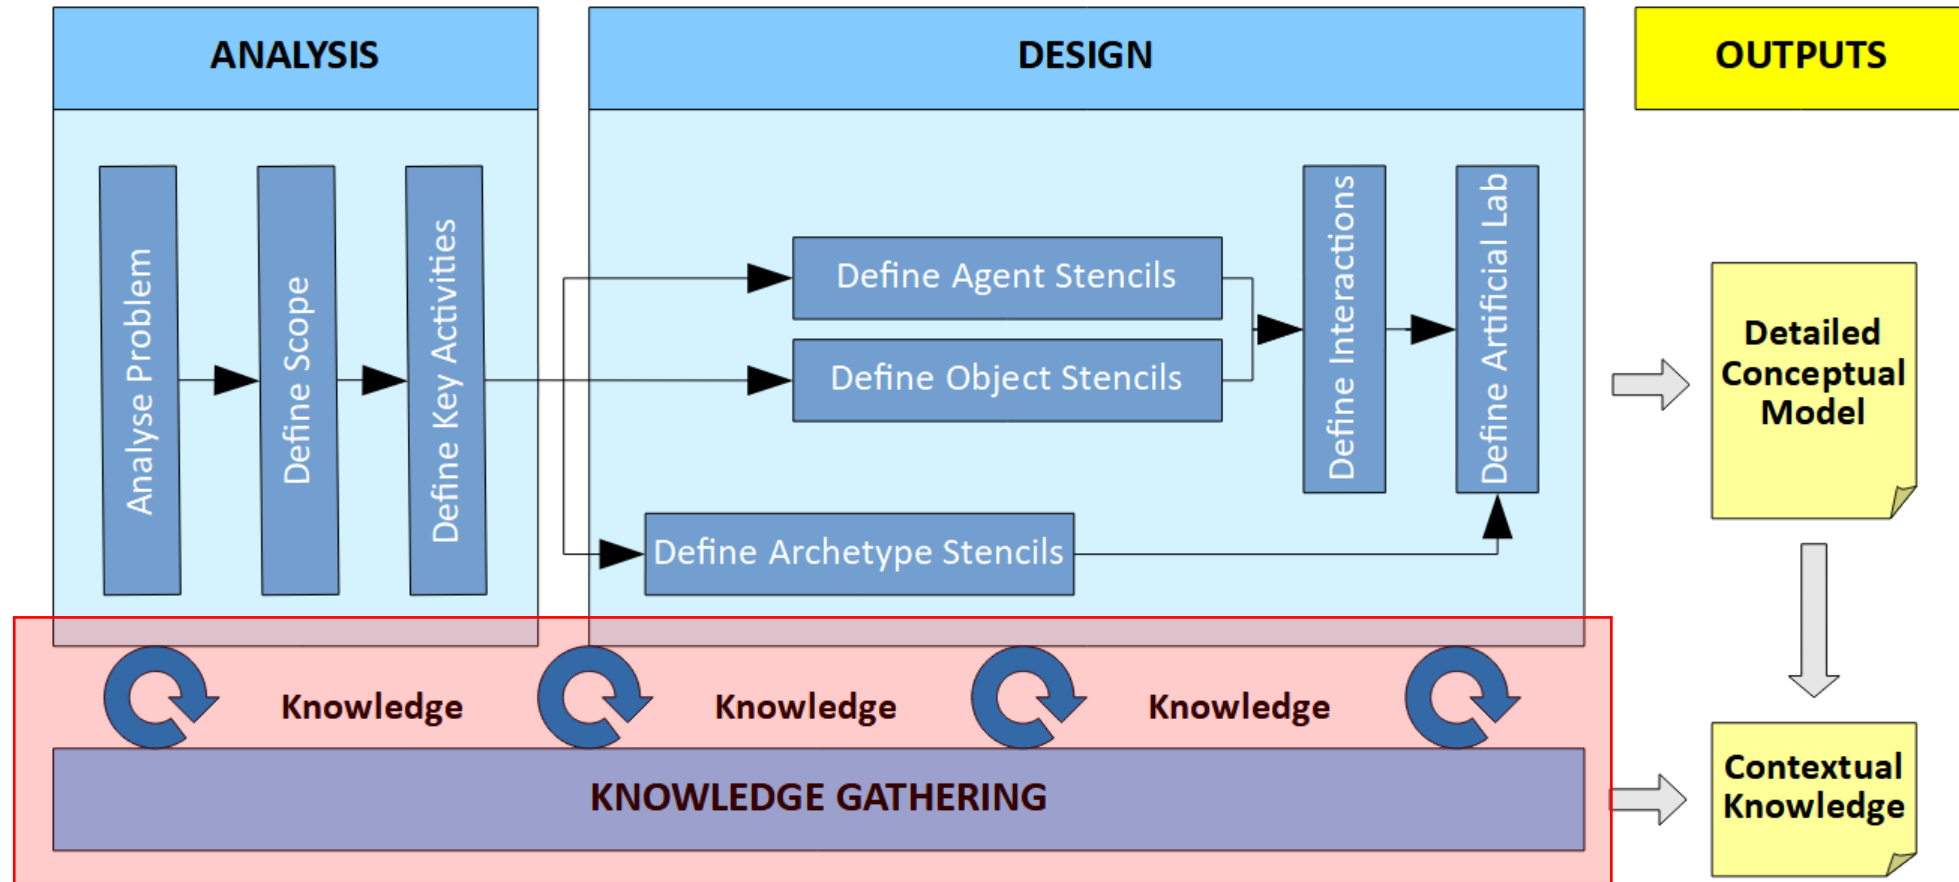 ANALYSIS
DESIGN
OUTPUTS
Analyse Problem
Define Scope
Define Key Activities
Define Agent Stencils
Define Object Stencils
Define Archetype Stencils
Define Interactions
Define Artificial Lab
Detailed
Conceptual
Model
Knowledge
Knowledge
Knowledge
KNOWLEDGE GATHERING
Contextual
Knowledge